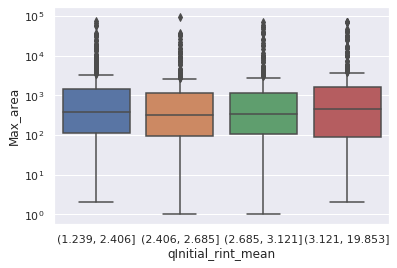 10⁵
10⁴
10³
10²
10¹
10⁰
Max_area
(1.239, 2.406] (2.406, 2.685] (2.685, 3.121] (3.121, 19.853]
qInitial_rint_mean